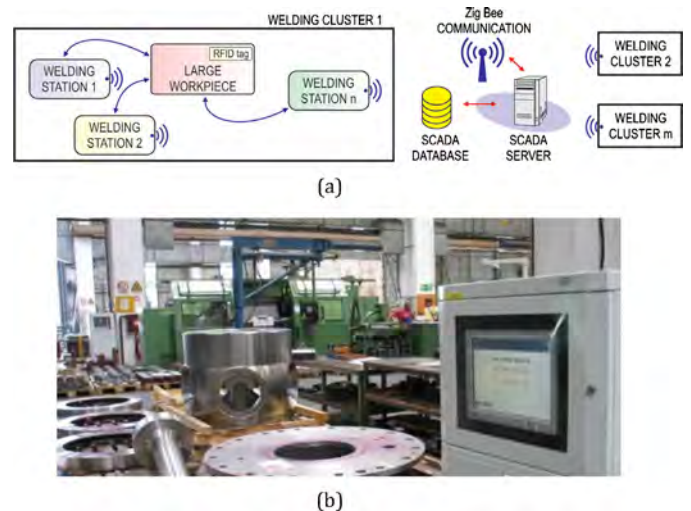 WELDING CLUSTER 1
RFID tag
LARGE
WORKPIECE
WELDING
STATION 1
WELDING
STATION 2
WELDING
STATION n
Zig Bee
COMMUNICATION
SCADA
DATABASE
SCADA
SERVER
WELDING
CLUSTER 2
WELDING
CLUSTER m
(a)
(b)